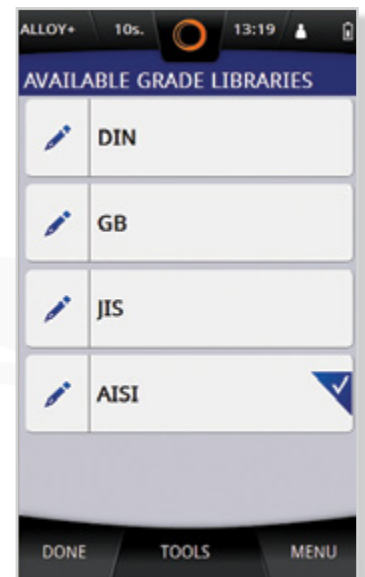 ALLOY+ 10s. 13:19
AVAILABLE GRADE LIBRARIES
DIN
GB
JIS
AISI
DONE TOOLS MENU